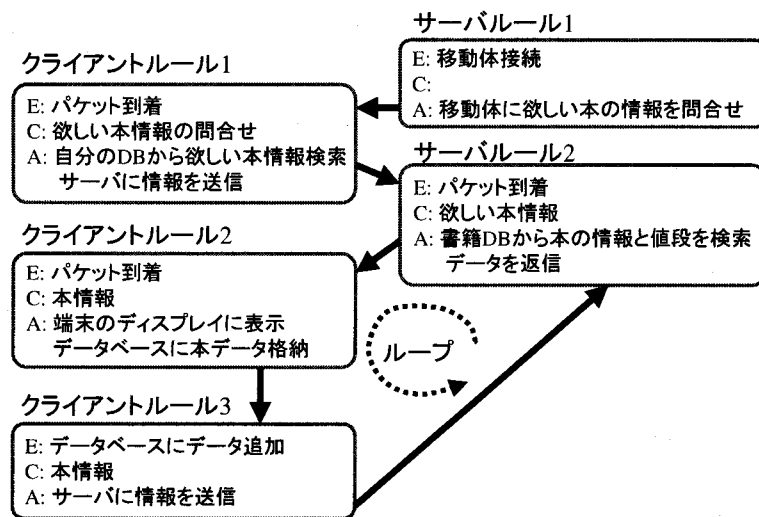 サーバルール1
E: 移動体接続
C:
A: 移動体に欲しい本の情報を問合せ
クライアントルール1
E: パケット到着
C: 欲しい本情報の問合せ
A: 自分のDBから欲しい本情報検索
サーバに情報を送信
サーバルール2
E: パケット到着
C: 欲しい本情報
A: 書籍DBから本の情報と値段を検索
データを返信
クライアントルール2
E: パケット到着
C: 本情報
A: 端末のディスプレイに表示
データベースに本データ格納
ループ
クライアントルール3
E: データベースにデータ追加
C: 本情報
A: サーバに情報を送信